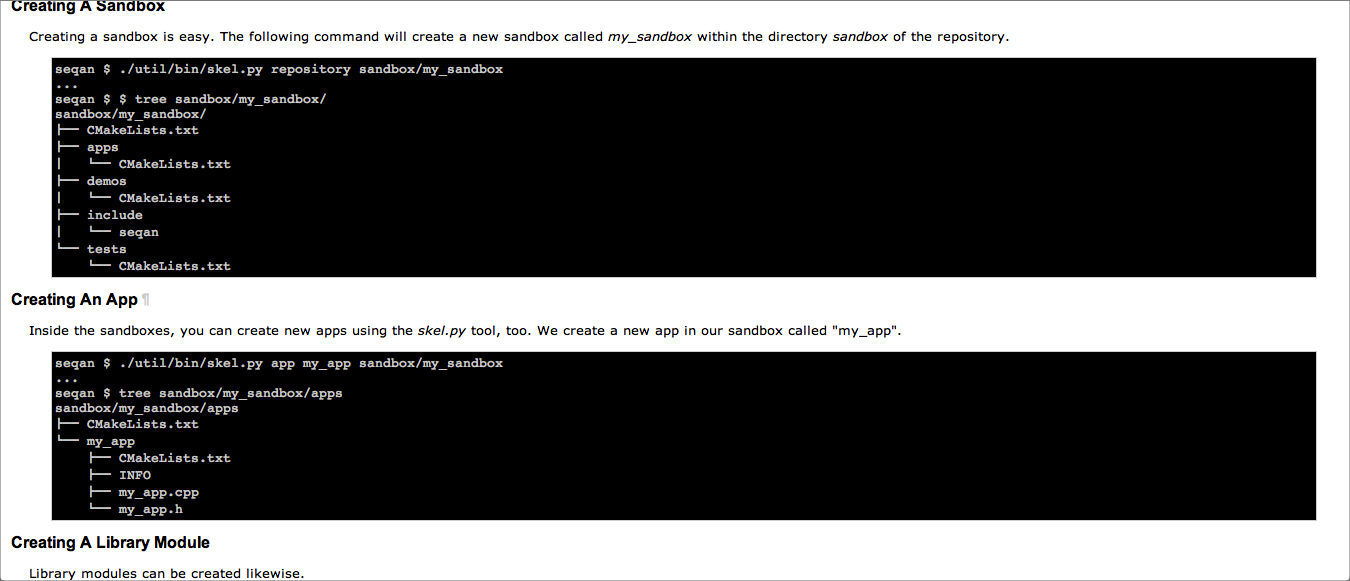 Creating A Sandbox
Creating a sandbox is easy. The following command will create a new sandbox called my_sandbox within the directory sandbox of the repository.
seqan $ ./util/bin/skel.py repository sandbox/my_sandbox
...
seqan $ $ tree sandbox/my_sandbox/
sandbox/my_sandbox/
├── CMakeLists.txt
├── apps
│   └── CMakeLists.txt
├── demos
│   └── CMakeLists.txt
├── include
│   └── seqan
└── tests
    └── CMakeLists.txt
Creating An App ¶
Inside the sandboxes, you can create new apps using the skel.py tool, too. We create a new app in our sandbox called "my_app".
seqan $ ./util/bin/skel.py app my_app sandbox/my_sandbox
...
seqan $ tree sandbox/my_sandbox/apps
sandbox/my_sandbox/apps
├── CMakeLists.txt
└── my_app
    ├── CMakeLists.txt
    ├── INFO
    ├── my_app.cpp
    └── my_app.h
Creating A Library Module
Library modules can be created likewise.